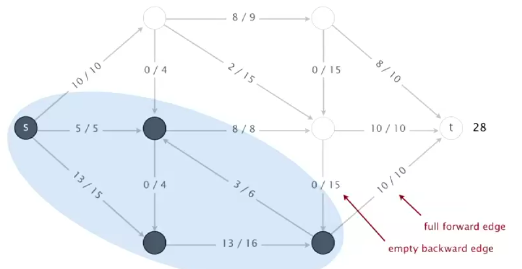 8 / 9
10 / 10
0 / 4
2 / 15
0 / 15
8 / 10
s
5 / 5
8 / 8
10 / 10
t
28
13 / 15
0 / 4
3 / 6
0 / 15
10 / 10
full forward edge
13 / 16
empty backward edge